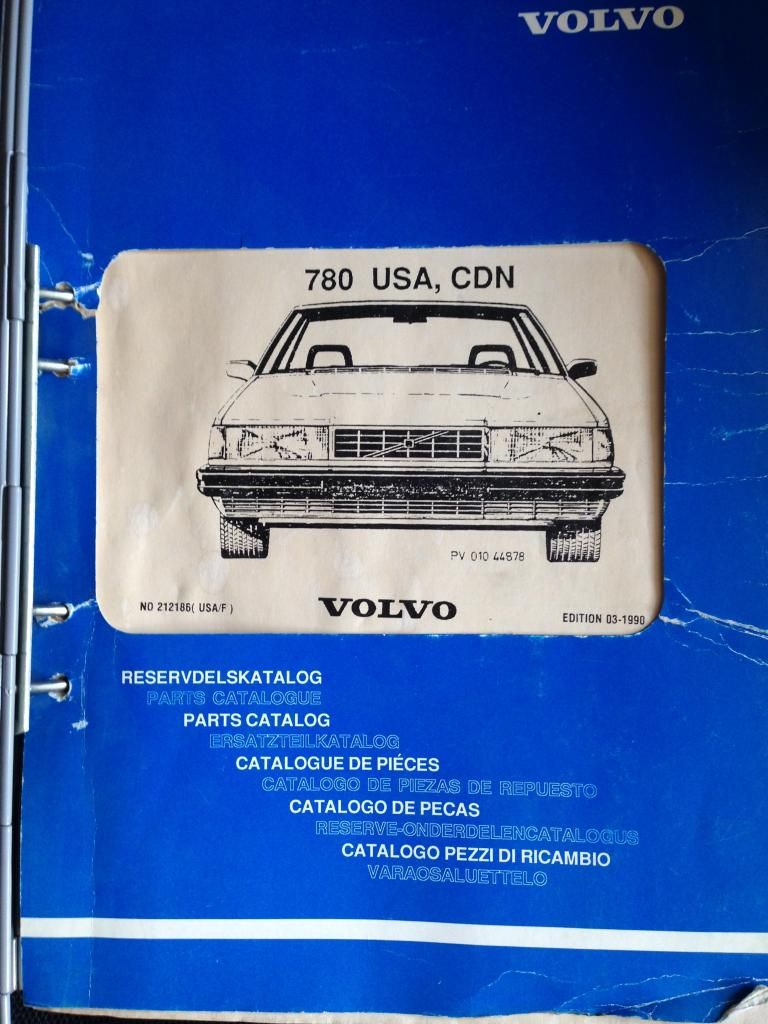 VOLVO
780 USA, CDN
PV 010 44878
NO 212186( USA/F )
VOLVO
EDITION 03-1990
RESERVDELSKATALOG
PARTS CATALOGUE
PARTS CATALOG
ERSATZTEILKATALOG
CATALOGUE DE PIÉCES
CATALOGO DE PIEZAS DE REPUESTO
CATALOGO DE PECAS
RESERVE-ONDERDELENCATALOGUS
CATALOGO PEZZI DI RICAMBIO
VARAOSALUETTELO